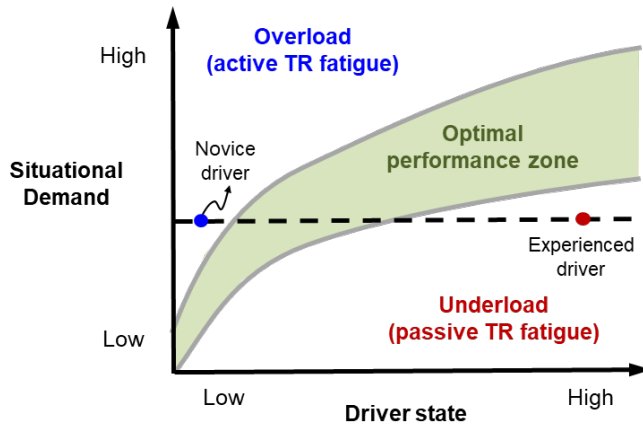 Overload
(active TR fatigue)
High
Novice
driver
Optimal
performance zone
Situational
Demand
Experienced
driver
Underload
(passive TR fatigue)
Low
Low
High
Driver state